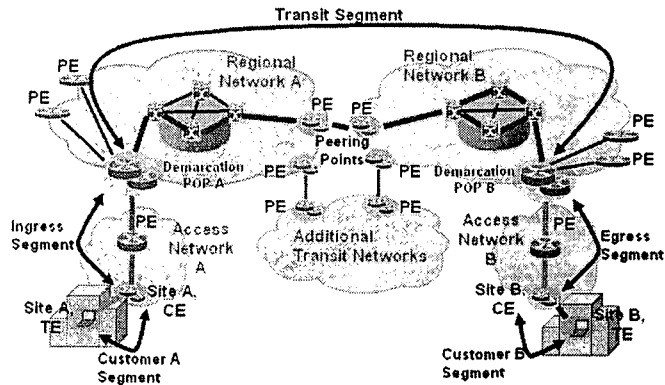 Transit Segment
Regional
Network A
Regional
Network B
PE
PE
PE
PE
PE
PE
Peering
Points
Demarcation
POP A
Demarcation
POP B
PE
PE
PE
PE
PE
PE
Ingress
Segment
Access
Network
A
Additional
Transit Networks
Access
Network
B
Egress
Segment
Site A,
TE
Site A,
CE
Site B,
CE
Site B,
TE
Customer A
Segment
Customer B
Segment